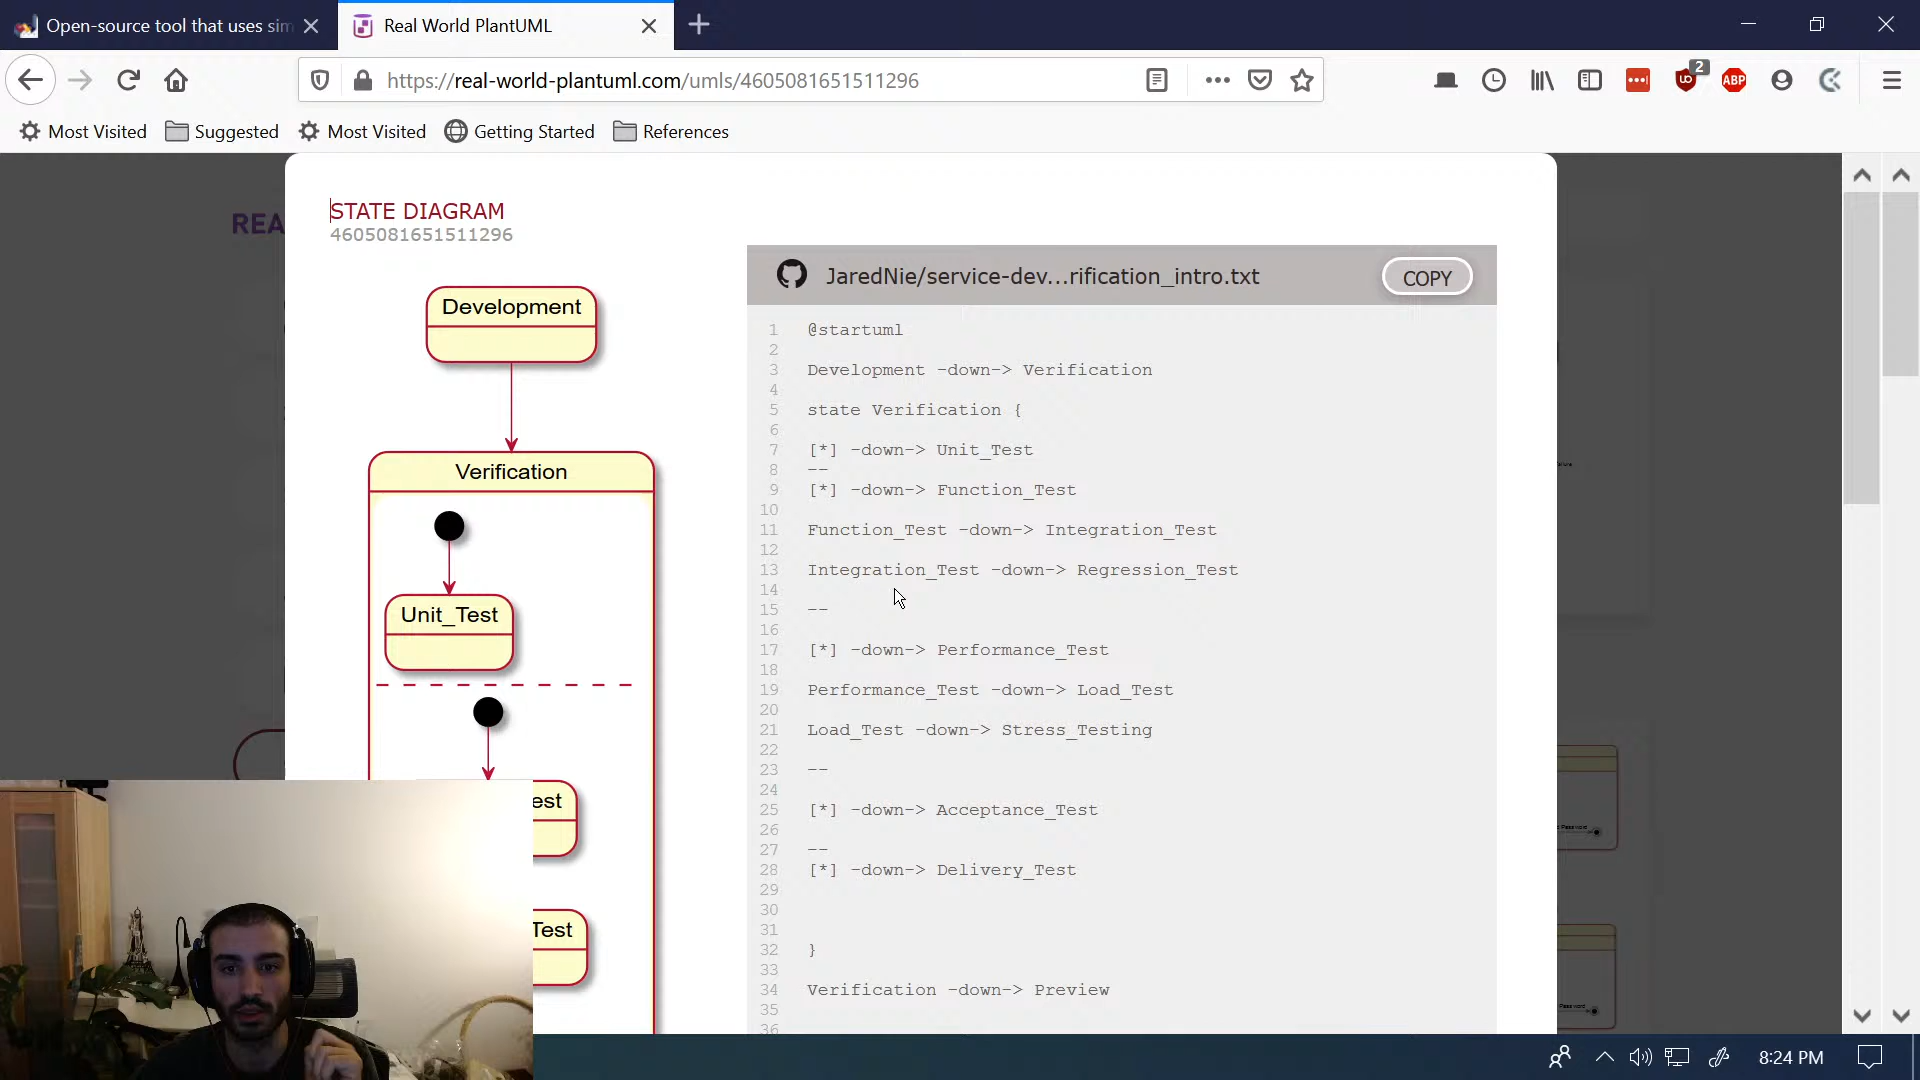 Open-source tool that uses sim
Real World PlantUML
https://real-world-plantuml.com/umls/4605081651511296
2
ABP
Most Visited
Suggested
Most Visited
Getting Started
References
REA
STATE DIAGRAM
4605081651511296
Development
Verification
Unit_Test
est
Test
JaredNie/service-dev...rification_intro.txt
COPY
1 @startuml
2
3 Development -down-> Verification
4
5 state Verification {
6
7 [*] -down-> Unit_Test
8 --
9 [*] -down-> Function_Test
10
11 Function_Test -down-> Integration_Test
12
13 Integration_Test -down-> Regression_Test
14
15 --
16
17 [*] -down-> Performance_Test
18
19 Performance_Test -down-> Load_Test
20
21 Load_Test -down-> Stress_Testing
22
23 --
24
25 [*] -down-> Acceptance_Test
26
27 --
28 [*] -down-> Delivery_Test
29
30
31
32 }
33
34 Verification -down-> Preview
35
36
8:24 PM